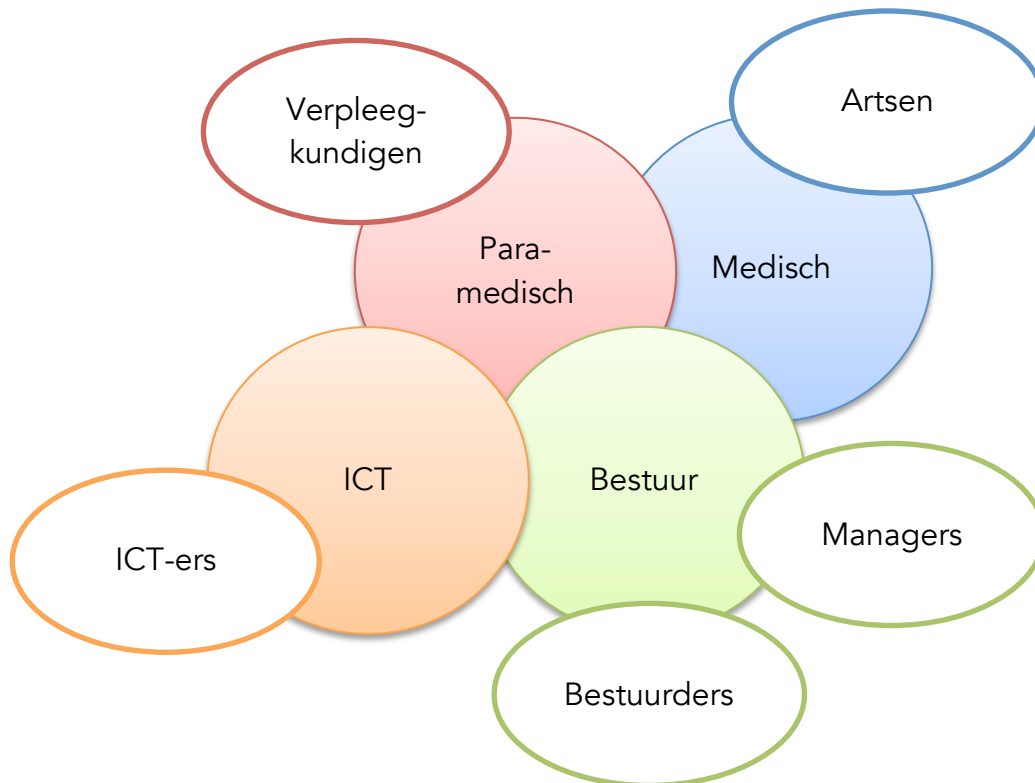 Verpleeg-
kundigen
Artsen
Para-
medisch
Medisch
ICT
Bestuur
ICT-ers
Managers
Bestuurders